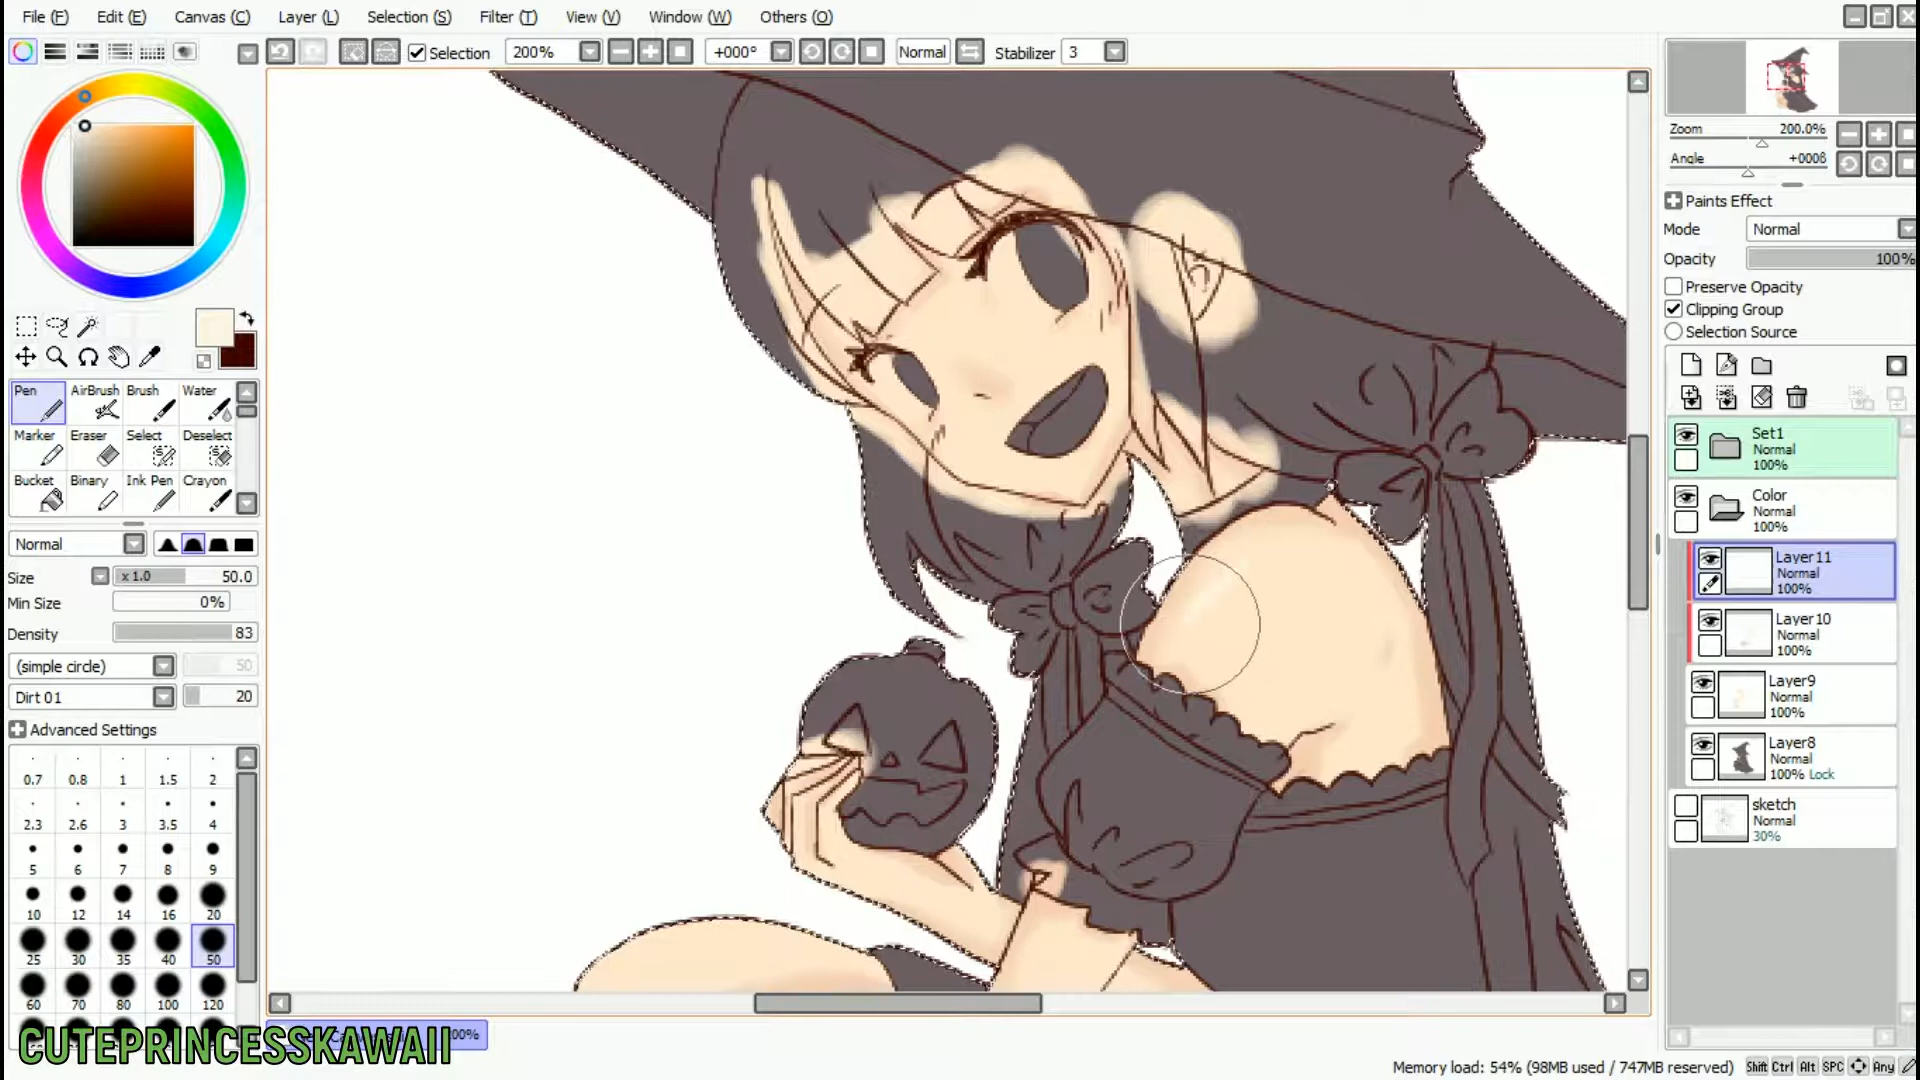 File (F) Edit (E) Canvas (C) Layer (L) Selection (S) Filter (T) View (V) Window (W) Others (O)
Selection 200% +000° Normal Stabilizer 3
Zoom 200.0%
Angle +000ß
Paints Effect
Mode Normal
Opacity 100%
Preserve Opacity
Clipping Group
Selection Source
Pen AirBrush Brush Water
Marker Eraser Select Deselect
Bucket Binary Ink Pen Crayon
Normal
Size x 1.0 50.0
Min Size 0%
Density 83
(simple circle) 50
Dirt 01 20
Advanced Settings
0.7 0.8 1 1.5 2
2.3 2.6 3 3.5 4
5 6 7 8 9
10 12 14 16 20
25 30 35 40 50
60 70 80 100 120
Set1
Normal
100%
Color
Normal
100%
Layer11
Normal
100%
Layer10
Normal
100%
Layer9
Normal
100%
Layer8
Normal
100% Lock
sketch
Normal
30%
CUTEPRINCESSKAWAII
Memory load: 54% (98MB used / 747MB reserved) Shift Ctrl Alt SPC Any